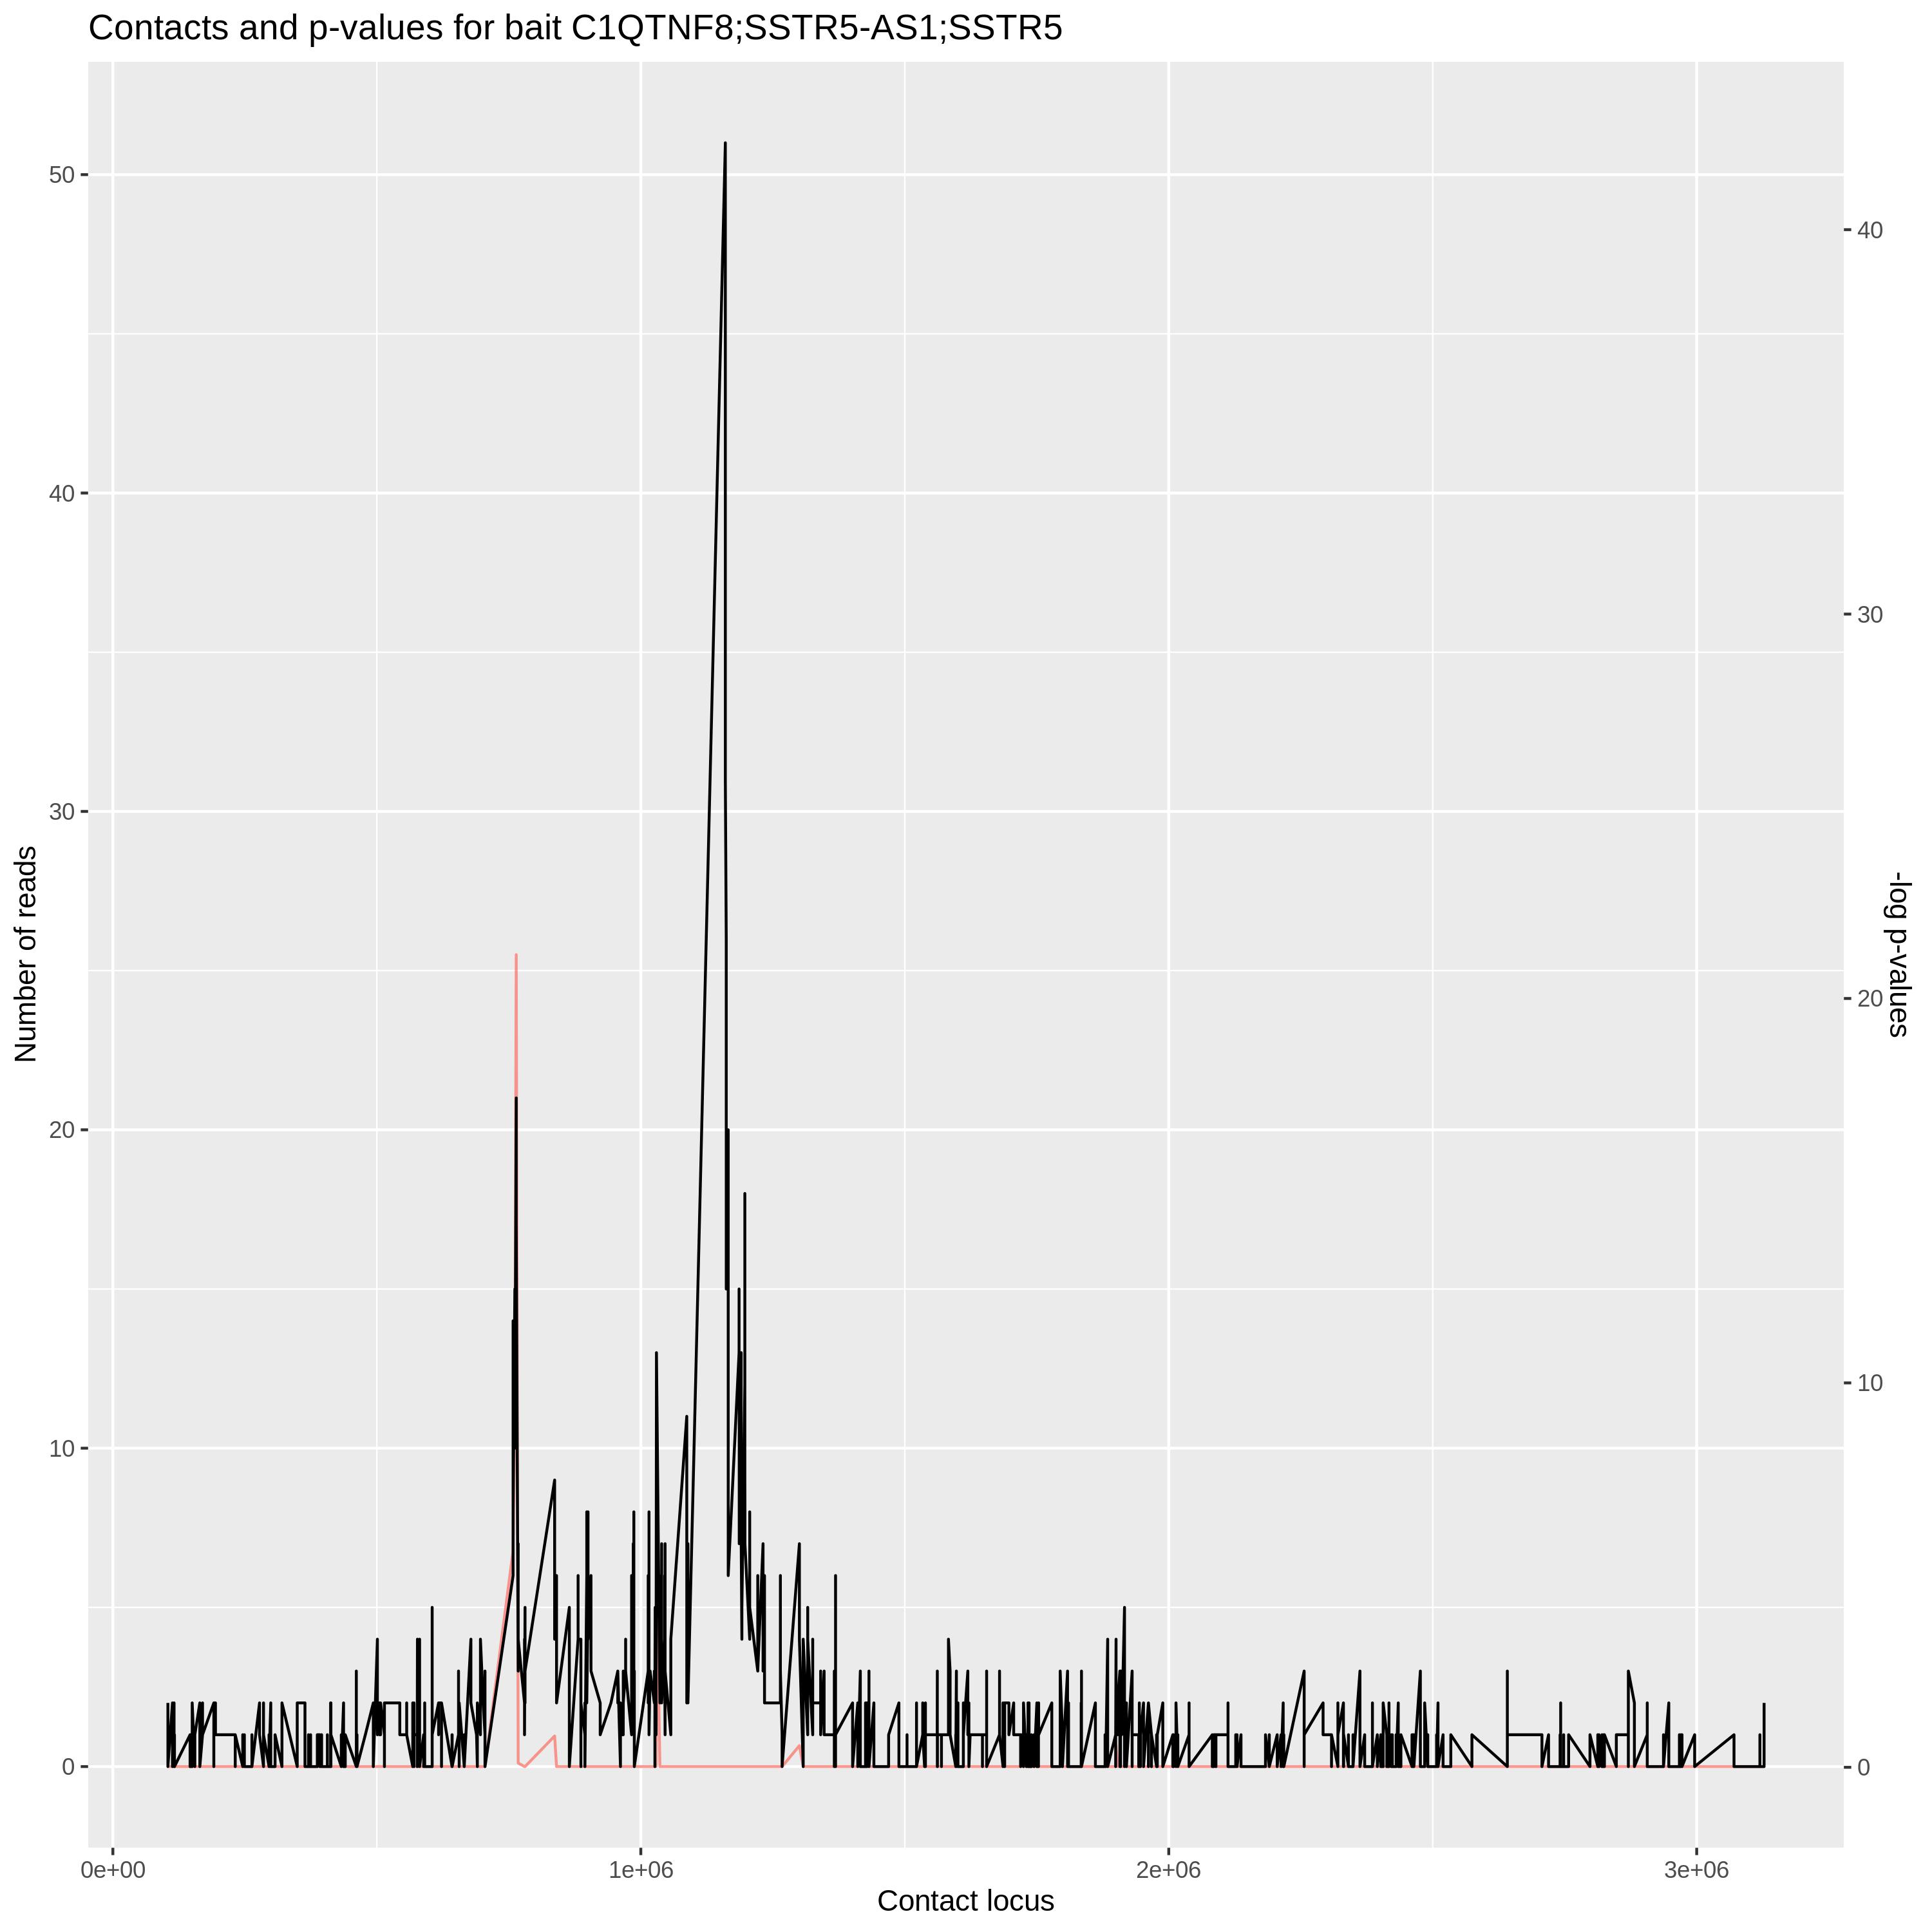 Contacts and p-values for bait C1QTNF8;SSTR5-AS1;SSTR5
50
40
30
20
10
0
40
30
20
10
0
Number of reads
-log p-values
0e+00
1e+06
2e+06
3e+06
Contact locus